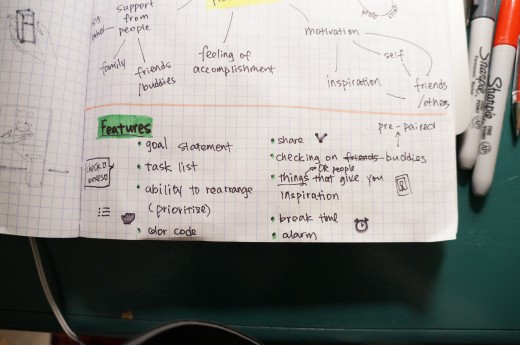 support
from
people
family
friends
/buddies
feeling of
accomplishment
motivation
self
inspiration
friends
/others
Features
goal statement
task list
ability to rearrange
(prioritize)
color code
share
pre-paired
checking on friends buddies
OR people
things that give you
inspiration
break time
alarm
Sharpie
Sharpie